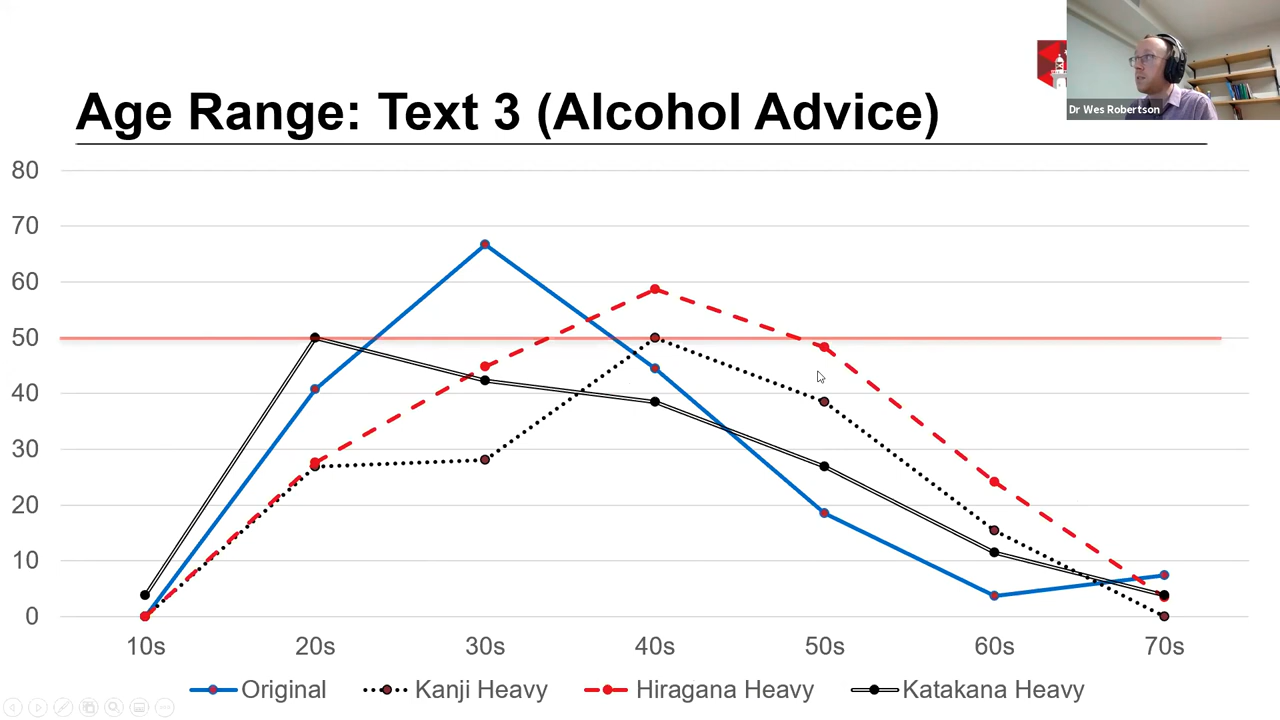 Age Range: Text 3 (Alcohol Advice)
Dr Wes Robertson
80
70
60
50
40
30
20
10
0
10s 20s 30s 40s 50s 60s 70s
Original Kanji Heavy Hiragana Heavy Katakana Heavy